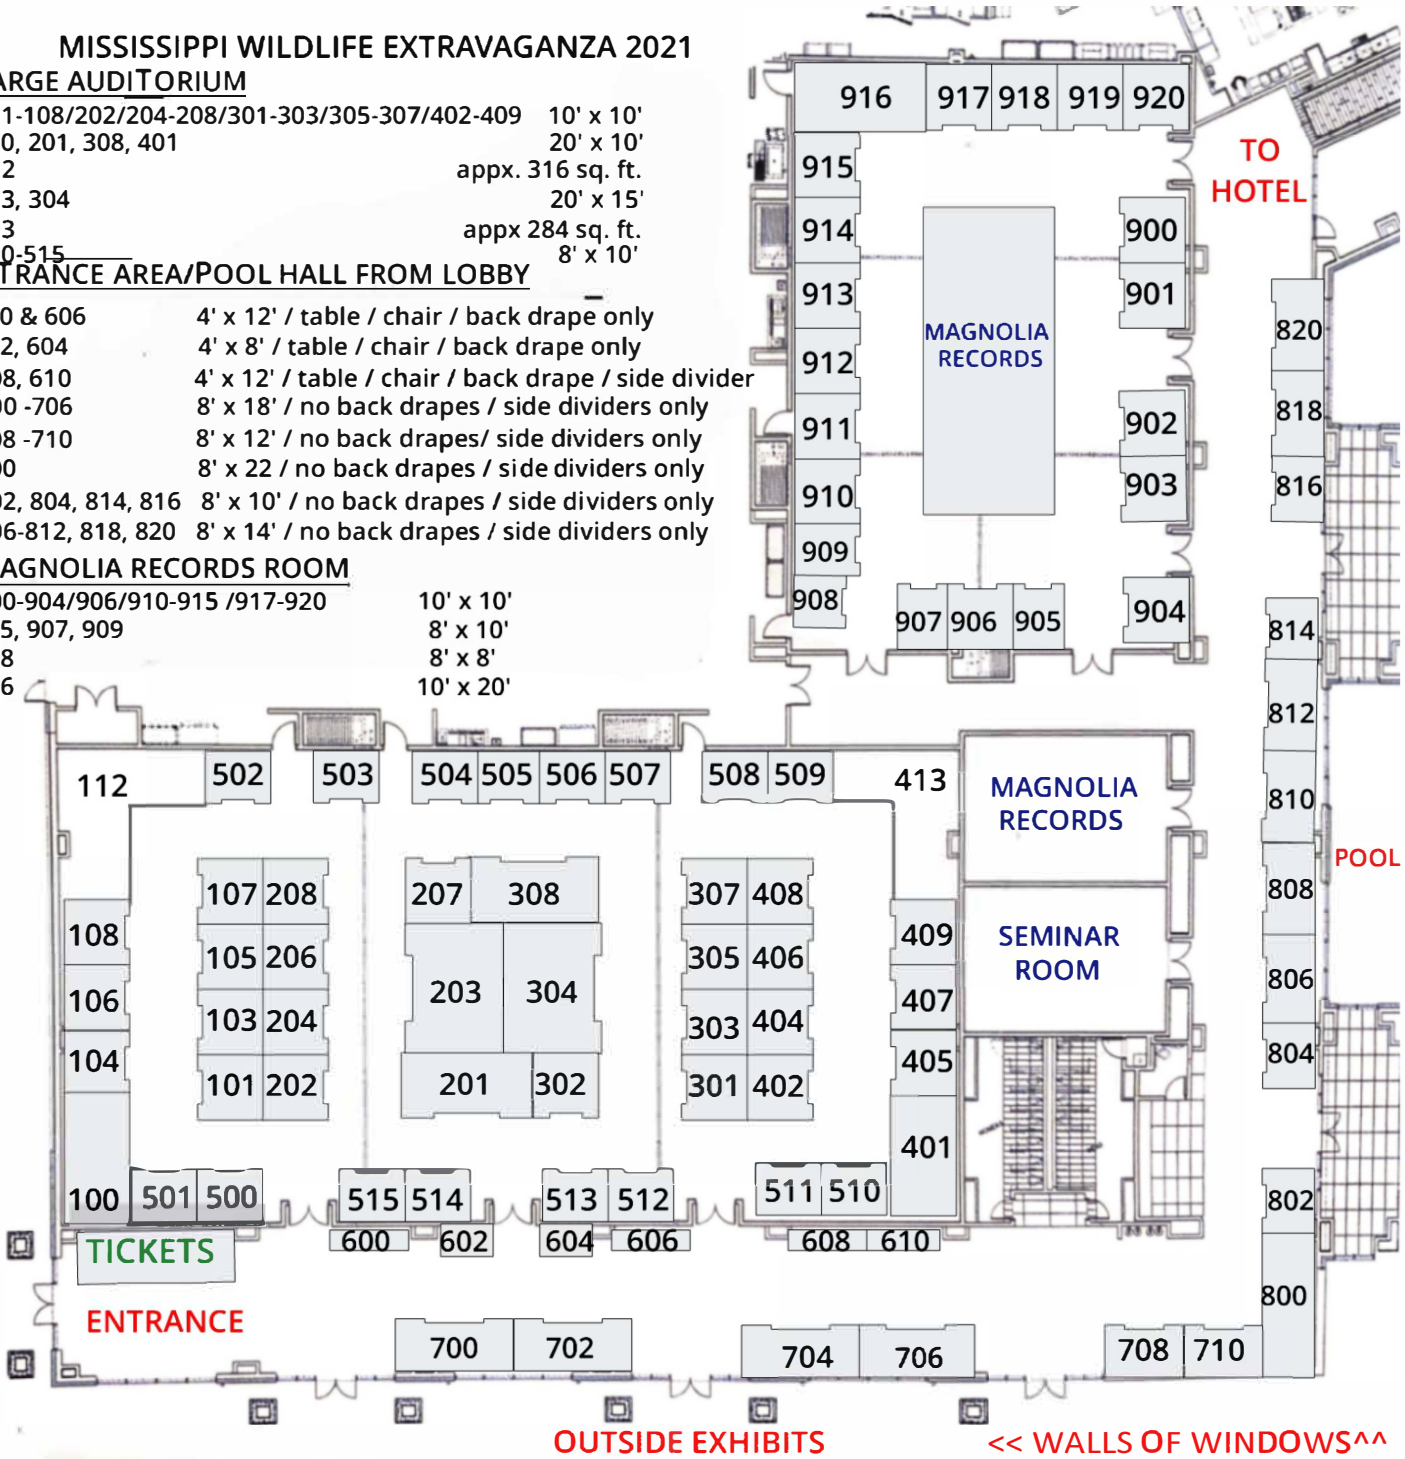 MISSISSIPPI WILDLIFE EXTRAVAGANZA 2021
ARGE AUDITORIUM
1-108/202/204-208/301-303/305-307/402-409 10' x 10'
0, 201, 308, 401 20' x 10'
2 appx. 316 sq. ft.
3, 304 20' x 15'
3 appx 284 sq. ft.
0-515 8' x 10'
TRANCE AREA/POOL HALL FROM LOBBY
0 & 606 4' x 12' / table / chair / back drape only
2, 604 4' x 8' / table / chair / back drape only
08, 610 4' x 12' / table / chair / back drape / side divider
00 -706 8' x 18' / no back drapes / side dividers only
08 -710 8' x 12' / no back drapes/ side dividers only
00 8' x 22 / no back drapes / side dividers only
02, 804, 814, 816 8' x 10' / no back drapes / side dividers only
06-812, 818, 820 8' x 14' / no back drapes / side dividers only
AGNOLIA RECORDS ROOM
00-904/906/910-915 /917-920 10' x 10'
5, 907, 909 8' x 10'
8 8' x 8'
6 10' x 20'
916 917 918 919 920
TO
HOTEL
915
914 900
913 901
MAGNOLIA
RECORDS
820
912
818
911 902
910 903 816
909
908 907 906 905 904
814
812
112 502 503 504 505 506 507 508 509 413
MAGNOLIA
RECORDS
810
POOL
107 208 207 308 307 408
808
108 409
SEMINAR
ROOM
105 206 305 406
806
106 203 304 407
103 204 303 404
104 405 804
101 202 201 302 301 402
401
100 501 500 515 514 513 512 511 510
802
TICKETS
600 602 604 606 608 610
800
ENTRANCE
700 702 704 706 708 710
OUTSIDE EXHIBITS
<< WALLS OF WINDOWS^^